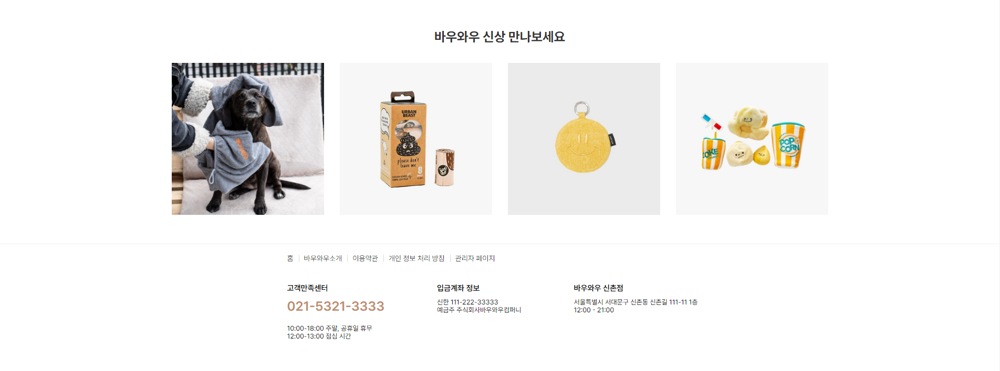 바우와우 신상 만나보세요
URBAN
BEAST
please don't
leave me
8
COKE
POP
CORN
홈
바우와우소개
이용약관
개인 정보 처리 방침
관리자 페이지
고객만족센터
021-5321-3333
10:00-18:00 주말, 공휴일 휴무
12:00-13:00 점심 시간
입금계좌 정보
신한 111-222-33333
예금주 주식회사바우와우컴퍼니
바우와우 신촌점
서울특별시 서대문구 신촌동 신촌길 111-11 1층
12:00 - 21:00